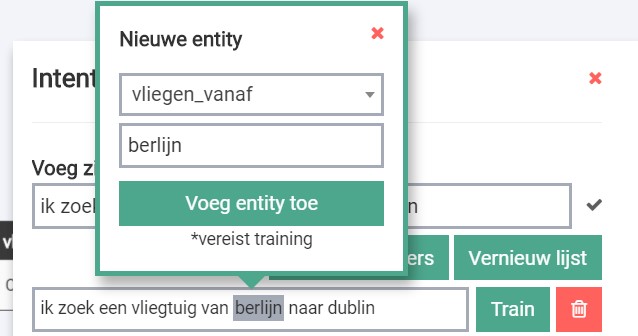 Nieuwe entity
Intent
vliegen_vanaf
berlijn
Voeg zi
ik zoek
n
Voeg entity toe
*vereist training
ers
Vernieuw lijst
ik zoek een vliegtuig van berlijn naar dublin
Train